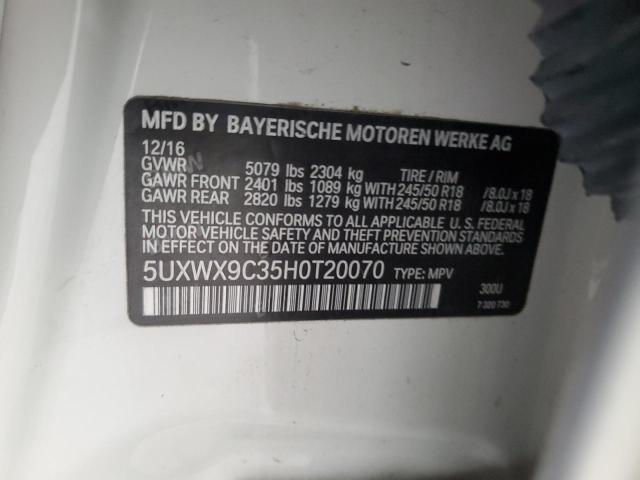 MFD BY BAYERISCHE MOTOREN WERKE AG
12/16
GVWR 5079 lbs 2304 kg TIRE / RIM
GAWR FRONT 2401 lbs 1089 kg WITH 245/50 R18 /8.0J x 18
GAWR REAR 2820 lbs 1279 kg WITH 245/50 R18 /8.0J x 18
THIS VEHICLE CONFORMS TO ALL APPLICABLE U. S. FEDERAL
MOTOR VEHICLE SAFETY AND THEFT PREVENTION STANDARDS
IN EFFECT ON THE DATE OF MANUFACTURE SHOWN ABOVE.
5UXWX9C35H0T20070 TYPE: MPV
300U
7 320 730